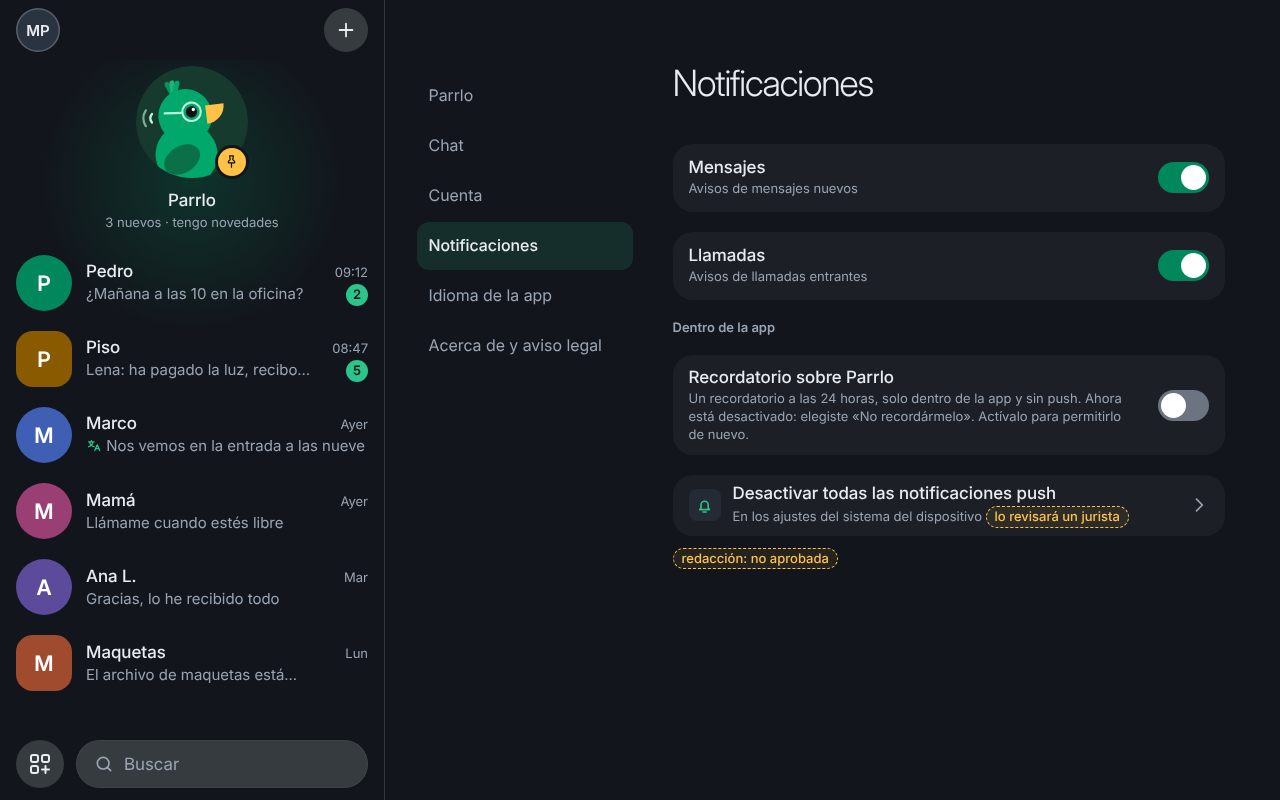 MP
Parrlo
3 nuevos · tengo novedades
Pedro
09:12
¿Mañana a las 10 en la oficina?
2
P
Piso
08:47
Lena: ha pagado la luz, recibo...
5
P
Marco
Ayer
Nos vemos en la entrada a las nueve
M
Mamá
Ayer
Llámame cuando estés libre
M
Ana L.
Mar
Gracias, lo he recibido todo
A
Maquetas
Lun
El archivo de maquetas está...
M
Buscar
Parrlo
Chat
Cuenta
Notificaciones
Idioma de la app
Acerca de y aviso legal
Notificaciones
Mensajes
Avisos de mensajes nuevos
Llamadas
Avisos de llamadas entrantes
Dentro de la app
Recordatorio sobre Parrlo
Un recordatorio a las 24 horas, solo dentro de la app y sin push. Ahora
está desactivado: elegiste «No recordármelo». Actívalo para permitirlo
de nuevo.
Desactivar todas las notificaciones push
En los ajustes del sistema del dispositivo lo revisará un jurista
redacción: no aprobada